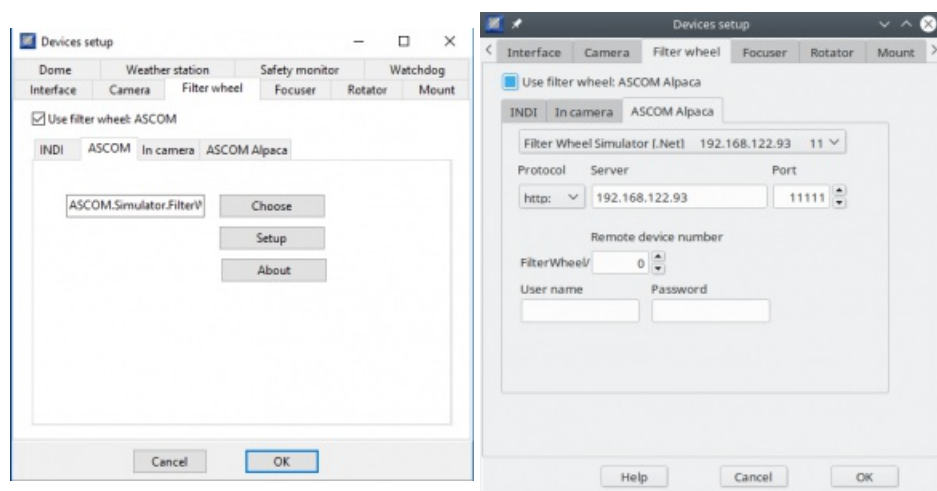 Devices setup
Dome Weather station Safety monitor Watchdog
Interface Camera Filter wheel Focuser Rotator Mount
Use filter wheel: ASCOM
INDI ASCOM In camera ASCOM Alpaca
ASCOM.Simulator.FilterW
Choose
Setup
About
Cancel OK
Devices setup
Interface Camera Filter wheel Focuser Rotator Mount
Use filter wheel: ASCOM Alpaca
INDI In camera ASCOM Alpaca
Filter Wheel Simulator [.Net] 192.168.122.93 11
Protocol Server Port
http: 192.168.122.93 11111
Remote device number
FilterWheel/ 0
User name Password
Help Cancel OK